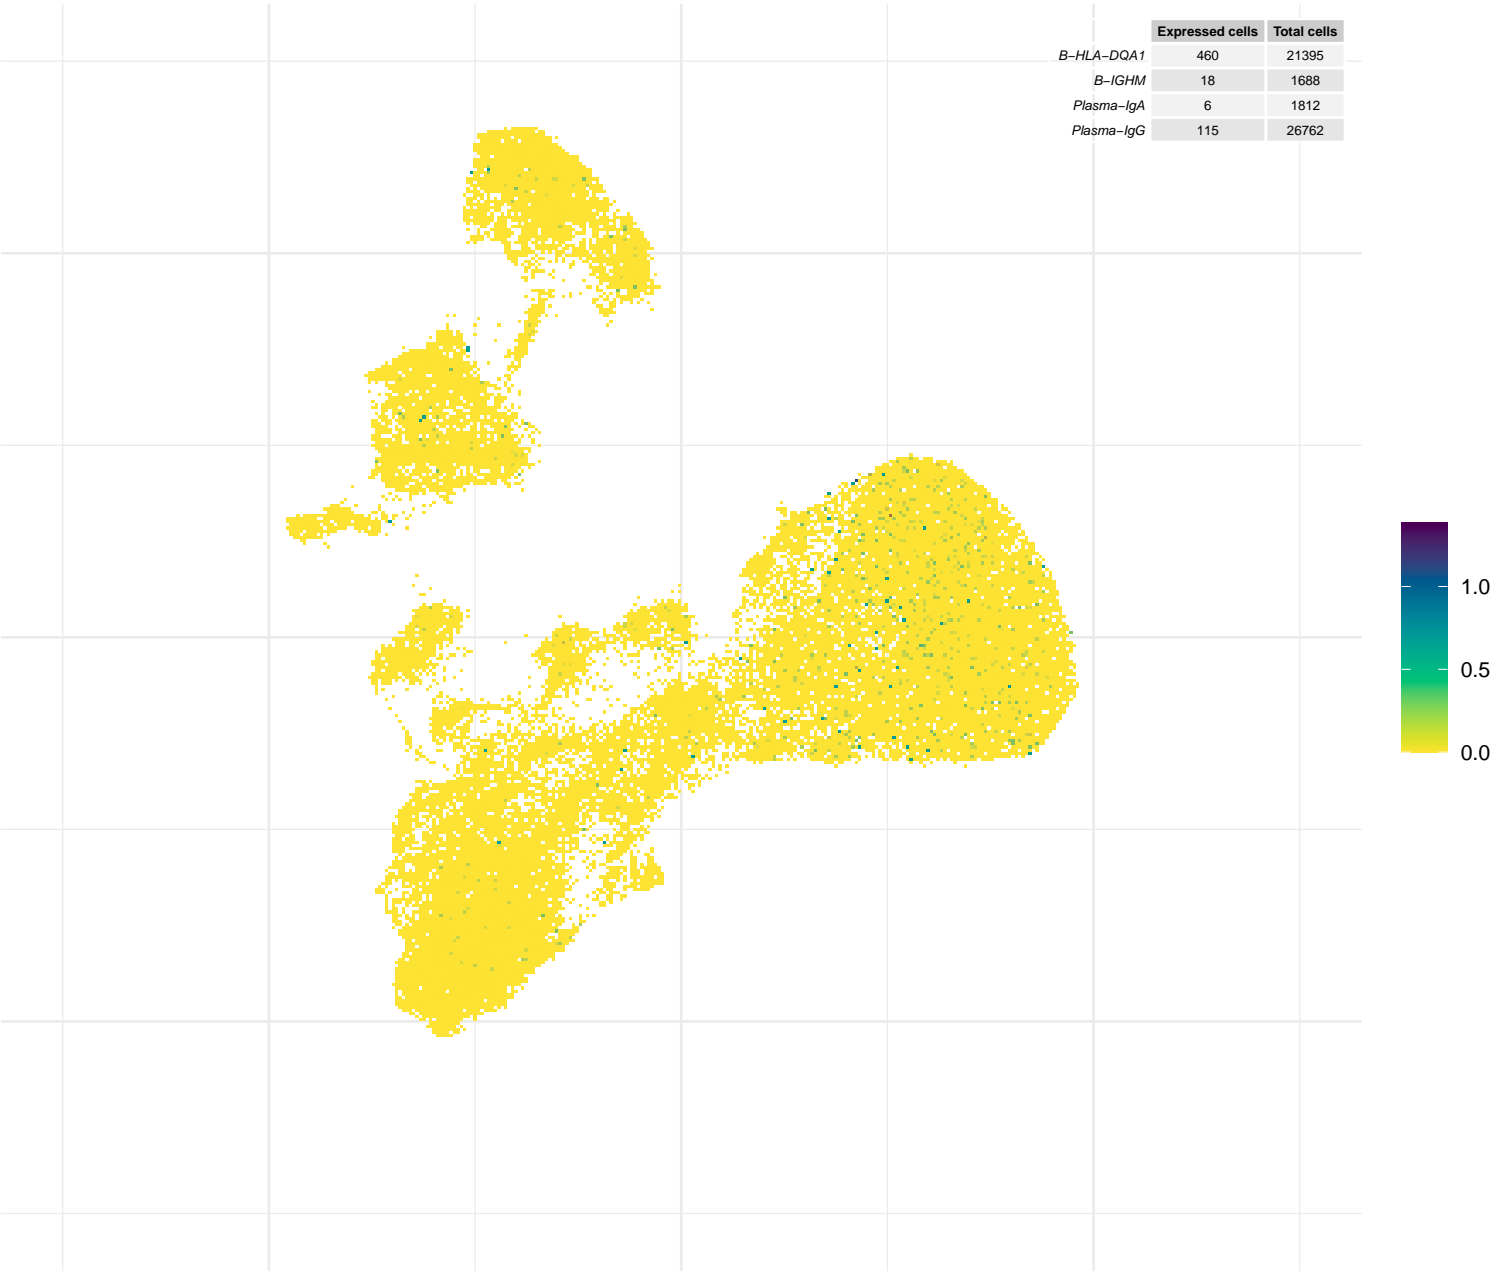 Expressed cells Total cells
B−HLA−DQA1 460 21395
B−IGHM 18 1688
Plasma−IgA 6 1812
Plasma−IgG 115 26762
1.0
0.5
0.0